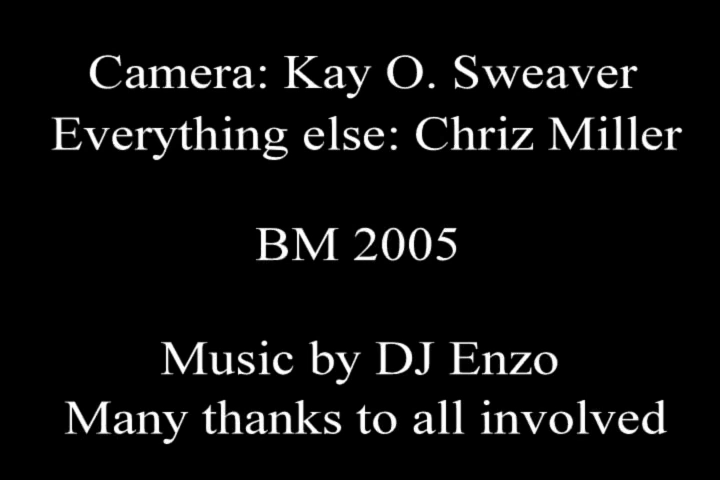 Camera: Kay O. Sweaver
Everything else: Chriz Miller
BM 2005
Music by DJ Enzo
Many thanks to all involved